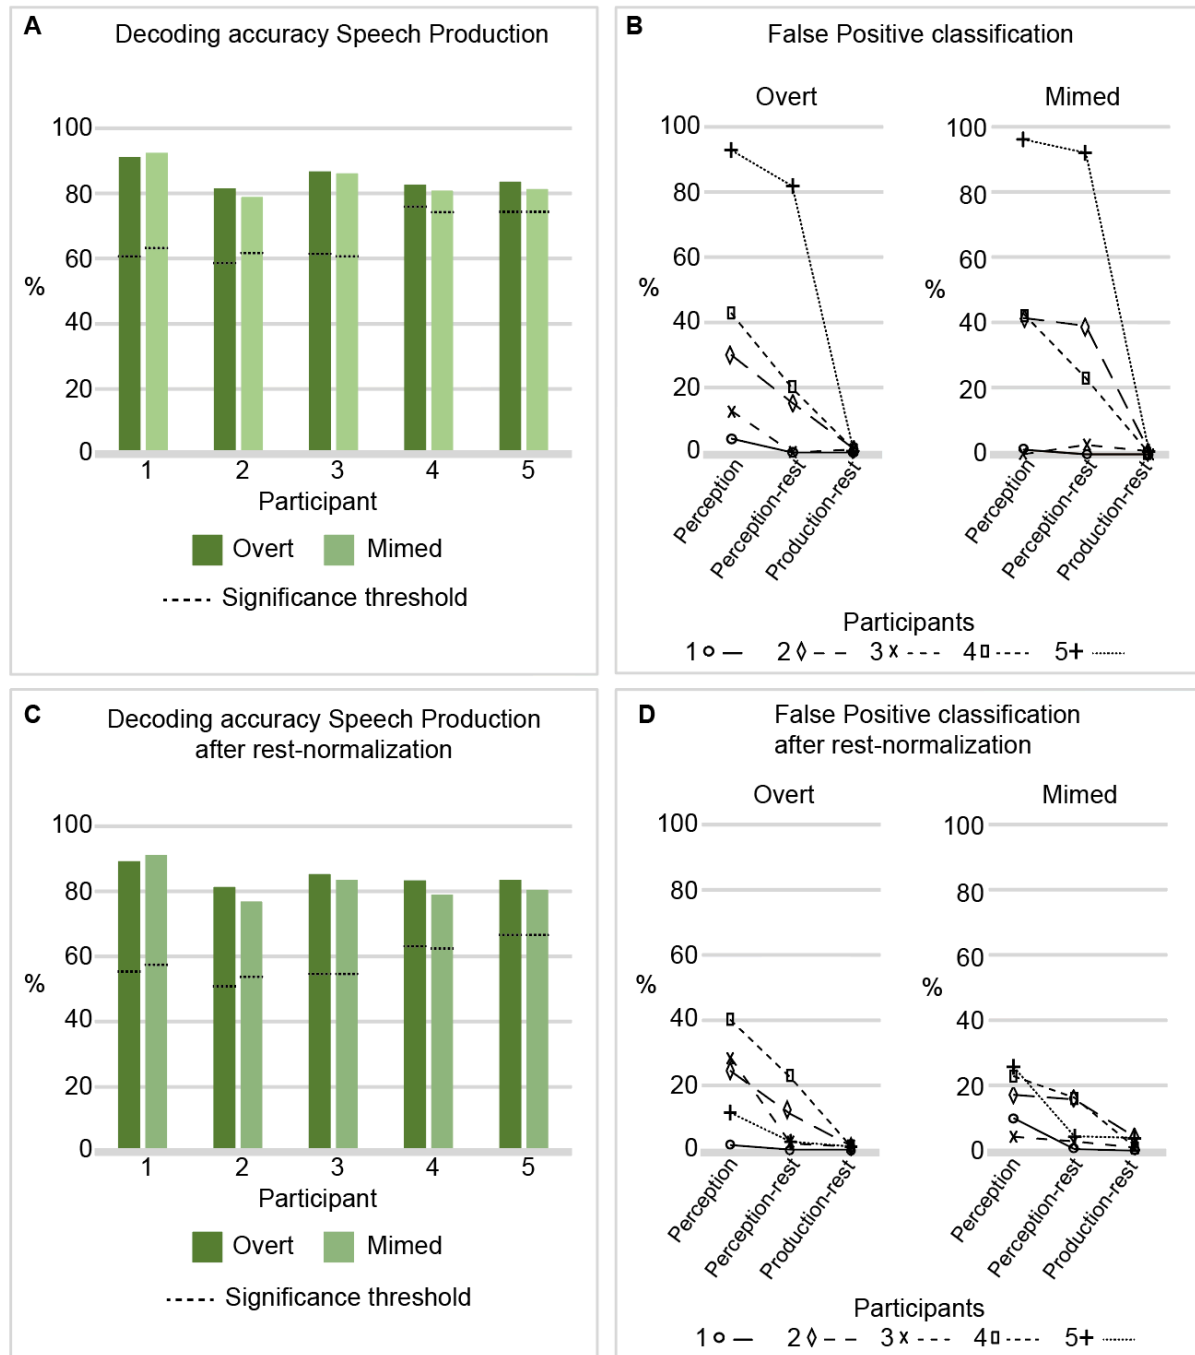 A
Decoding accuracy Speech Production
100
80
60
%
40
20
0
1 2 3 4 5
Participant
Overt Mimed
Significance threshold
B
False Positive classification
Overt
100
80
60
%
40
20
0
Perception
Perception-rest
Production-rest
Mimed
100
80
60
%
40
20
0
Perception
Perception-rest
Production-rest
Participants
1 2 3 4 5
C
Decoding accuracy Speech Production
after rest-normalization
100
80
60
%
40
20
0
1 2 3 4 5
Participant
Overt Mimed
Significance threshold
D
False Positive classification
after rest-normalization
Overt
100
80
60
%
40
20
0
Perception
Perception-rest
Production-rest
Mimed
100
80
60
%
40
20
0
Perception
Perception-rest
Production-rest
Participants
1 2 3 4 5